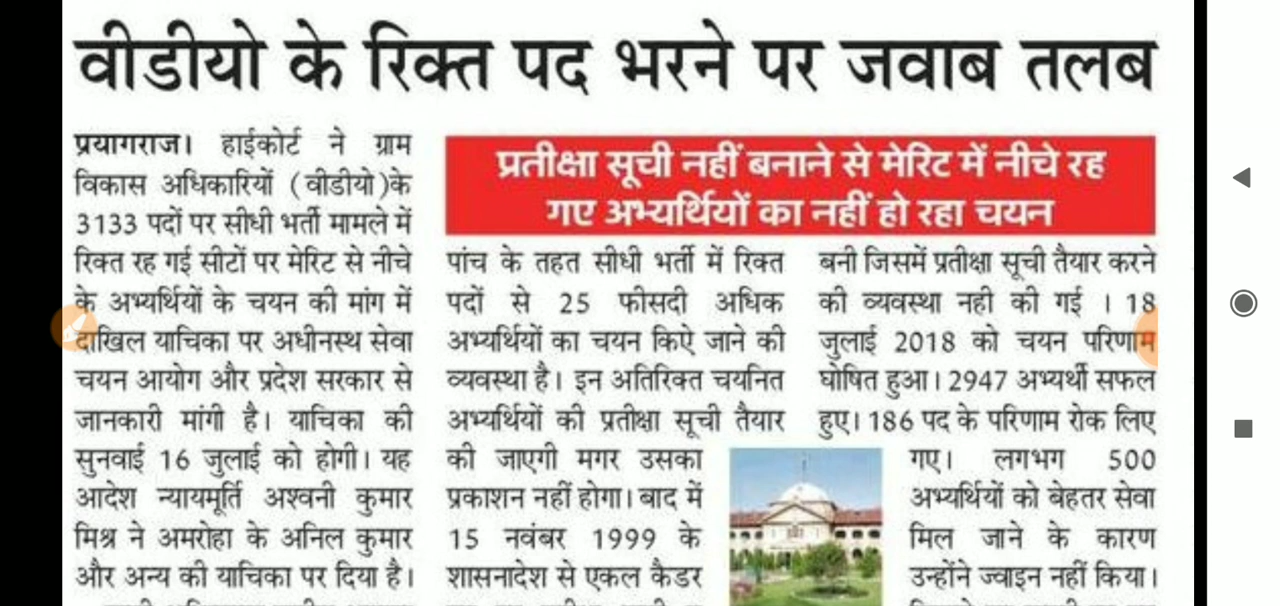 वीडीयो के रिक्त पद भरने पर जवाब तलब
प्रयागराज। हाईकोर्ट ने ग्राम
विकास अधिकारियों (वीडीयो)के
3133 पदों पर सीधी भर्ती मामले में
रिक्त रह गई सीटों पर मेरिट से नीचे
के अभ्यर्थियों के चयन की मांग में
दाखिल याचिका पर अधीनस्थ सेवा
चयन आयोग और प्रदेश सरकार से
जानकारी मांगी है। याचिका की
सुनवाई 16 जुलाई को होगी। यह
आदेश न्यायमूर्ति अश्वनी कुमार
मिश्र ने अमरोहा के अनिल कुमार
और अन्य की याचिका पर दिया है।
प्रतीक्षा सूची नहीं बनाने से मेरिट में नीचे रह
गए अभ्यर्थियों का नहीं हो रहा चयन
पांच के तहत सीधी भर्ती में रिक्त
पदों से 25 फीसदी अधिक
अभ्यर्थियों का चयन किऐ जाने की
व्यवस्था है। इन अतिरिक्त चयनित
अभ्यर्थियों की प्रतीक्षा सूची तैयार
की जाएगी मगर उसका
प्रकाशन नहीं होगा। बाद में
15 नवंबर 1999 के
शासनादेश से एकल कैडर
बनी जिसमें प्रतीक्षा सूची तैयार करने
की व्यवस्था नही की गई । 18
जुलाई 2018 को चयन परिणाम
घोषित हुआ। 2947 अभ्यर्थी सफल
हुए। 186 पद के परिणाम रोक लिए
गए। लगभग 500
अभ्यर्थियों को बेहतर सेवा
मिल जाने के कारण
उन्होंने ज्वाइन नहीं किया।